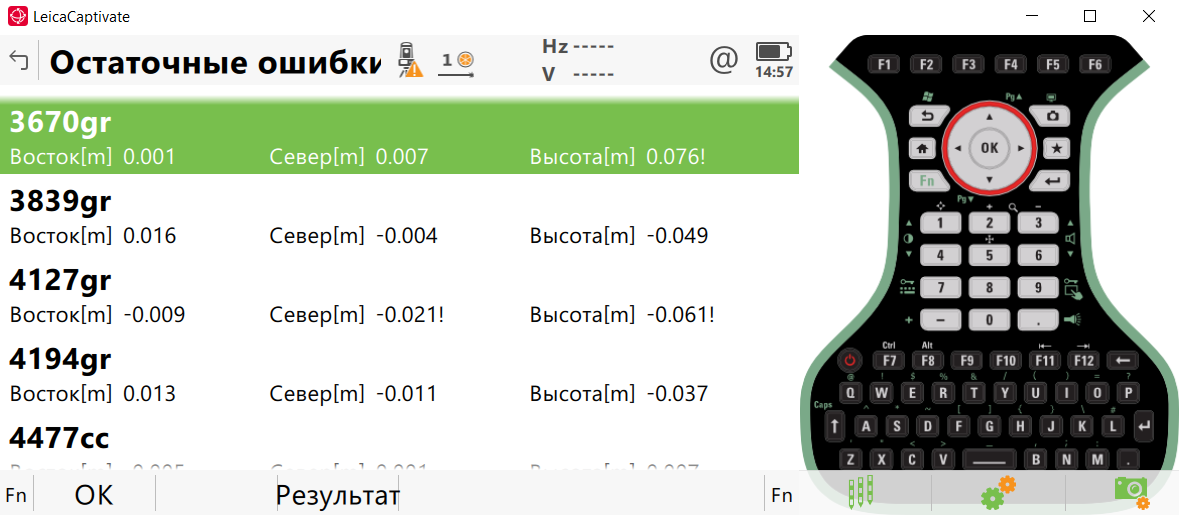 LeicaCaptivate
Остаточные ошибки
1
Hz -----
V -----
@
14:57
3670gr
Восток[m] 0.001 Север[m] 0.007 Высота[m] 0.076!
3839gr
Восток[m] 0.016 Север[m] -0.004 Высота[m] -0.049
4127gr
Восток[m] -0.009 Север[m] -0.021! Высота[m] -0.061!
4194gr
Восток[m] 0.013 Север[m] -0.011 Высота[m] -0.037
4477cc
Fn OK Результат Fn
F1 F2 F3 F4 F5 F6
Pg
OK
Fn
Pg
+ -
1 2 3
4 5 6
7 8 9
+ - 0 .
Ctrl Alt
F7 F8 F9 F10 F11 F12
@ ! $ % & / ( ) = ?
Q W E R T Y U I O P
Caps
^ * ~ [ ] { } \ #
A S D F G H J K L
' " < > _ , ; :
Z X C V B N M .